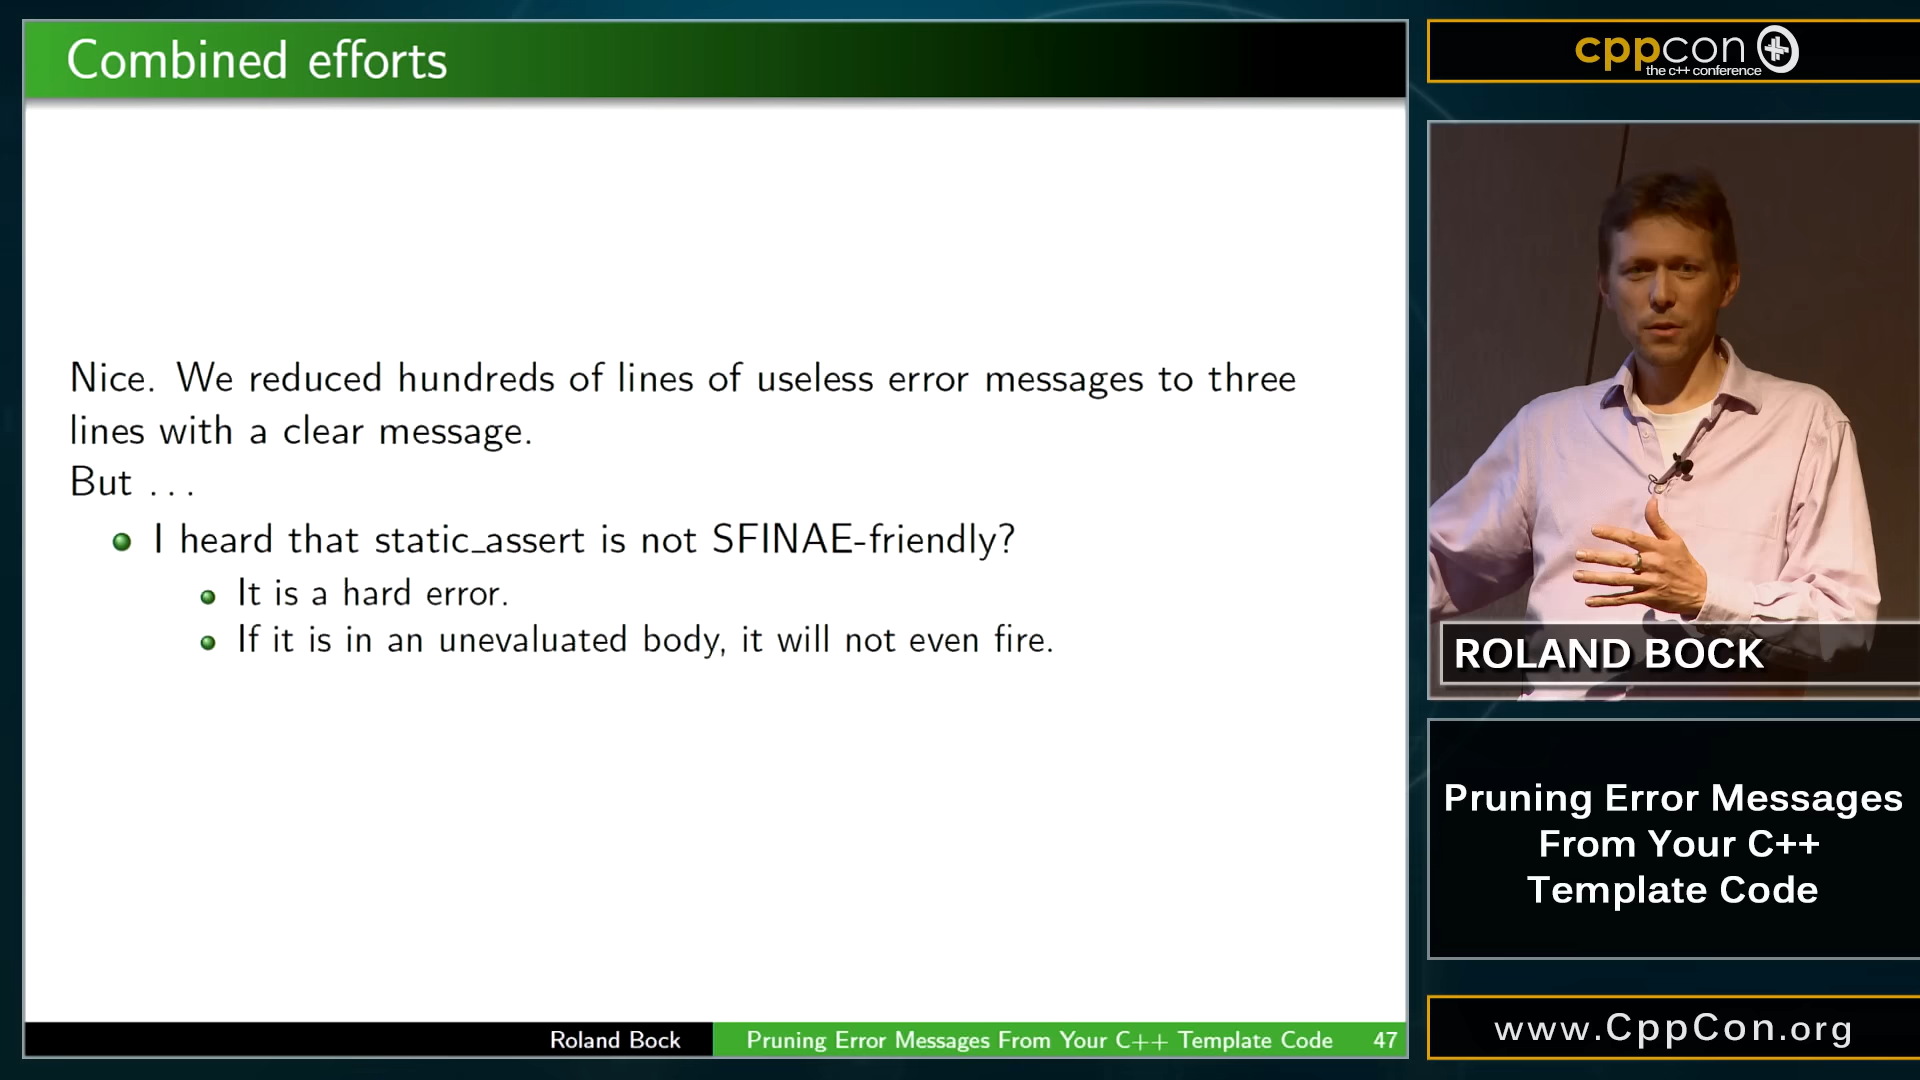 Combined efforts
Nice. We reduced hundreds of lines of useless error messages to three
lines with a clear message.
But . . .
I heard that static_assert is not SFINAE-friendly?
It is a hard error.
If it is in an unevaluated body, it will not even fire.
Roland Bock
Pruning Error Messages From Your C++ Template Code
47
cppcon
the c++ conference
ROLAND BOCK
Pruning Error Messages
From Your C++
Template Code
www.CppCon.org